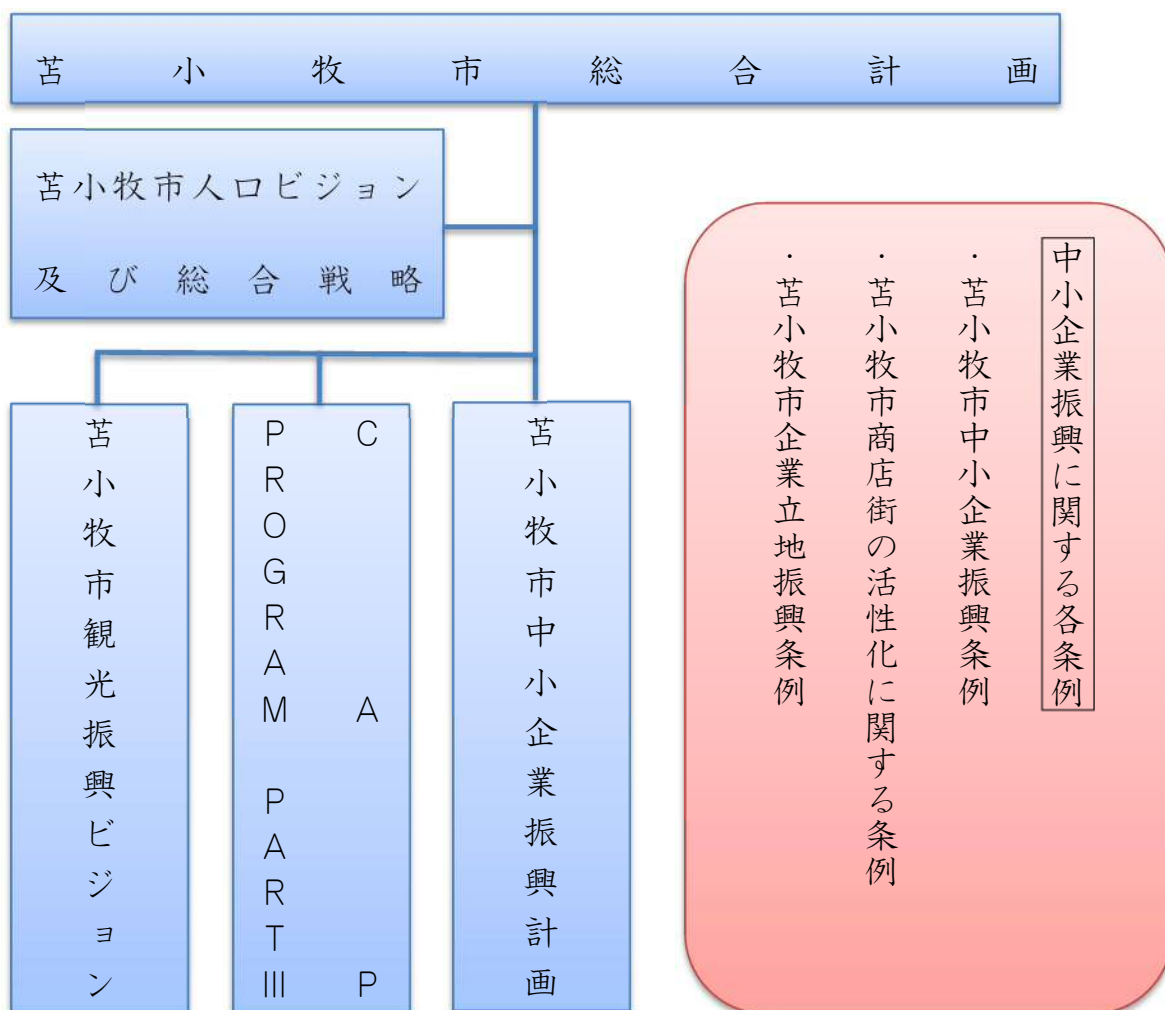 苫小牧市総合計画
苫小牧市人口ビジョン
及び総合戦略
中小企業振興に関する各条例
・苫小牧市中小企業振興条例
・苫小牧市商店街の活性化に関する条例
・苫小牧市企業立地振興条例
苫小牧市中小企業振興計画
CAP
PROGRAM PARTⅢ
苫小牧市観光振興ビジョン